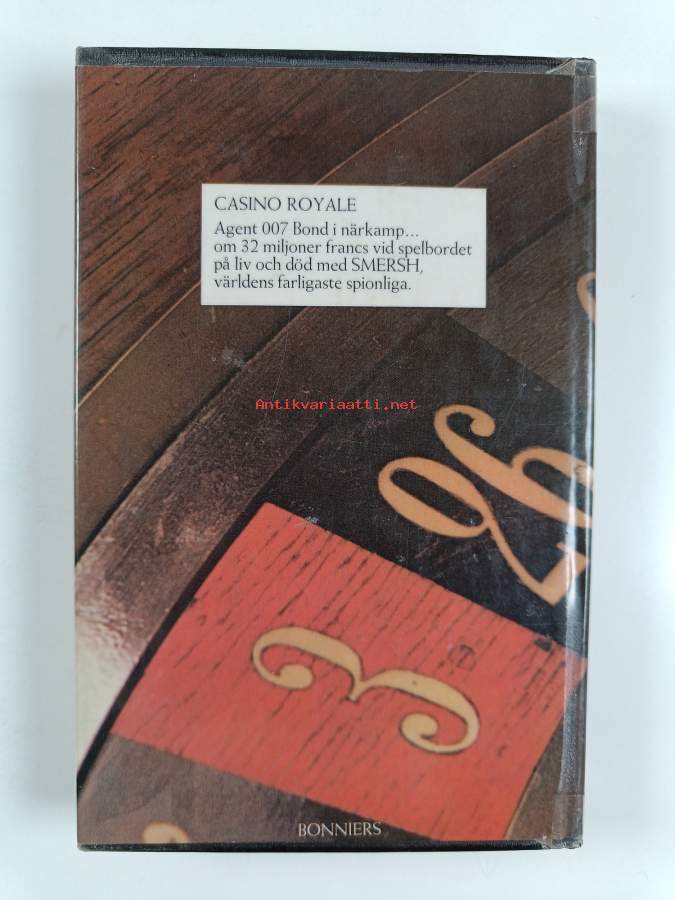 CASINO ROYALE
Agent 007 Bond i närkamp...
om 32 miljoner francs vid spelbordet
på liv och död med SMERSH,
världens farligaste spionliga.
Antikvariaatti.net
26
3
BONNIERS